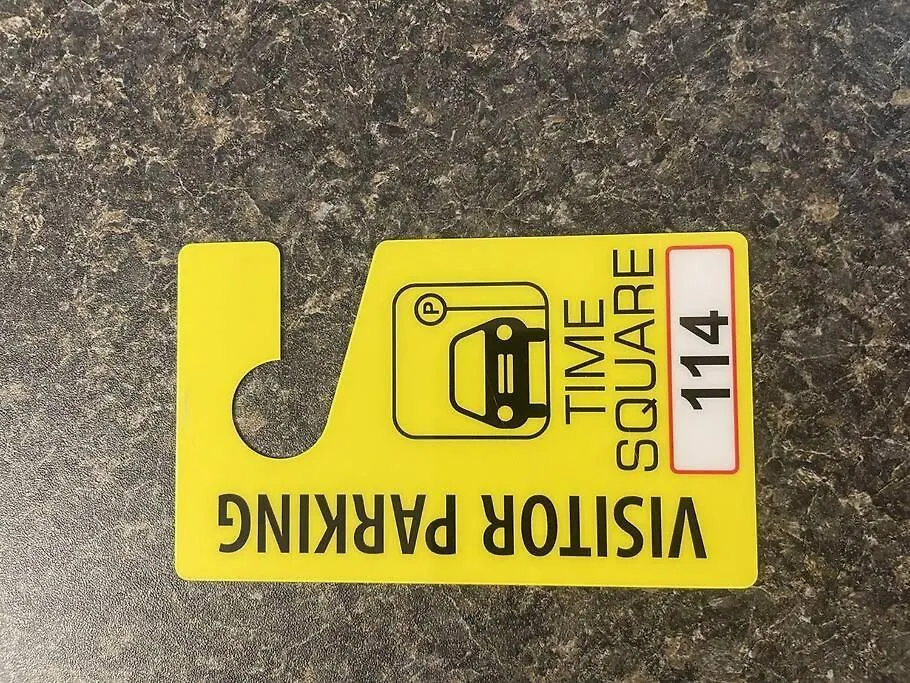 P
TIME
SQUARE
114
VISITOR PARKING